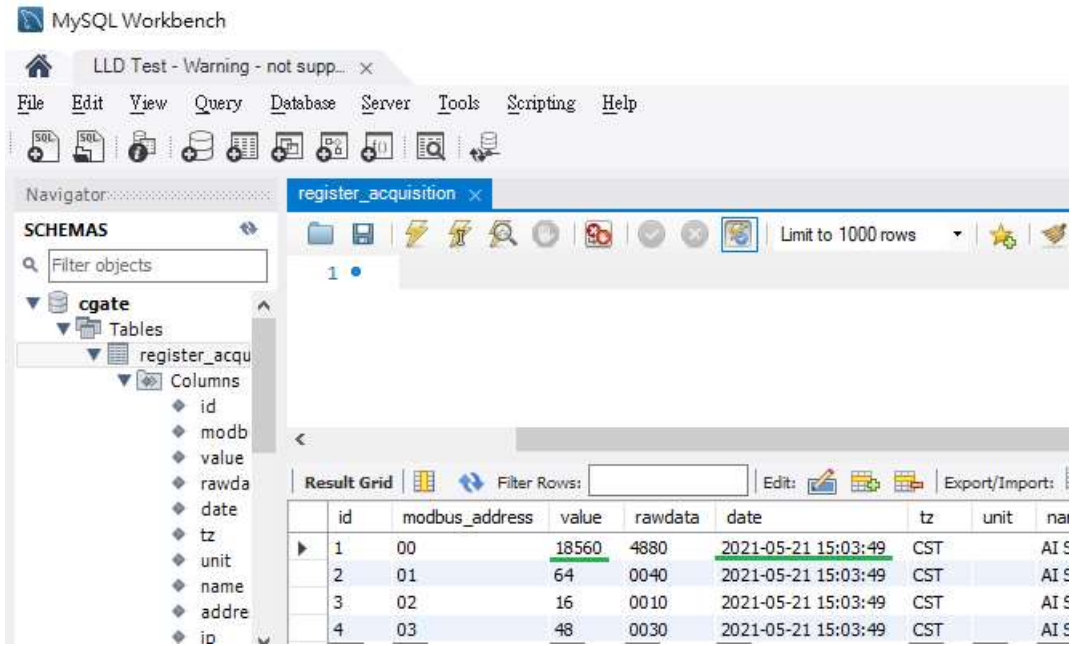 MySQL Workbench
LLD Test - Warning - not supp...
File Edit View Query Database Server Tools Scripting Help
Navigator
register_acquisition
SCHEMAS
Limit to 1000 rows
Filter objects
1
cgate
Tables
register_acqu
Columns
id
modb
value
rawda
date
tz
unit
name
addre
ip
Result Grid Filter Rows: Edit: Export/Import:
id modbus_address value rawdata date tz unit nar
1 00 18560 4880 2021-05-21 15:03:49 CST AI S
2 01 64 0040 2021-05-21 15:03:49 CST AI S
3 02 16 0010 2021-05-21 15:03:49 CST AI S
4 03 48 0030 2021-05-21 15:03:49 CST AI S